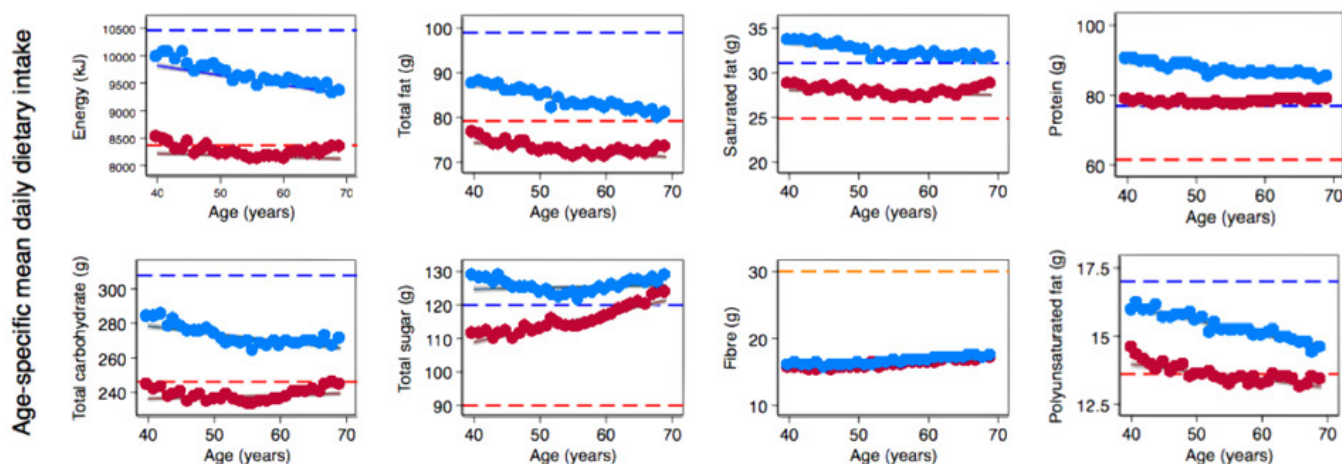 Age-specific mean daily dietary intake
Energy (kJ)
10500
10000
9500
9000
8500
8000
40 50 60 70
Age (years)
Total fat (g)
100
90
80
70
40 50 60 70
Age (years)
Saturated fat (g)
35
30
25
20
40 50 60 70
Age (years)
Protein (g)
100
80
60
40 50 60 70
Age (years)
Total carbohydrate (g)
300
280
260
240
40 50 60 70
Age (years)
Total sugar (g)
130
120
110
100
90
40 50 60 70
Age (years)
Fibre (g)
30
20
10
40 50 60 70
Age (years)
Polyunsaturated fat (g)
17.5
15
12.5
40 50 60 70
Age (years)